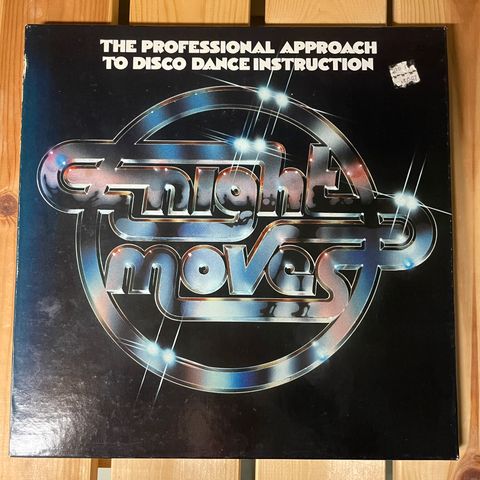 THE PROFESSIONAL APPROACH
TO DISCO DANCE INSTRUCTION
night
moves